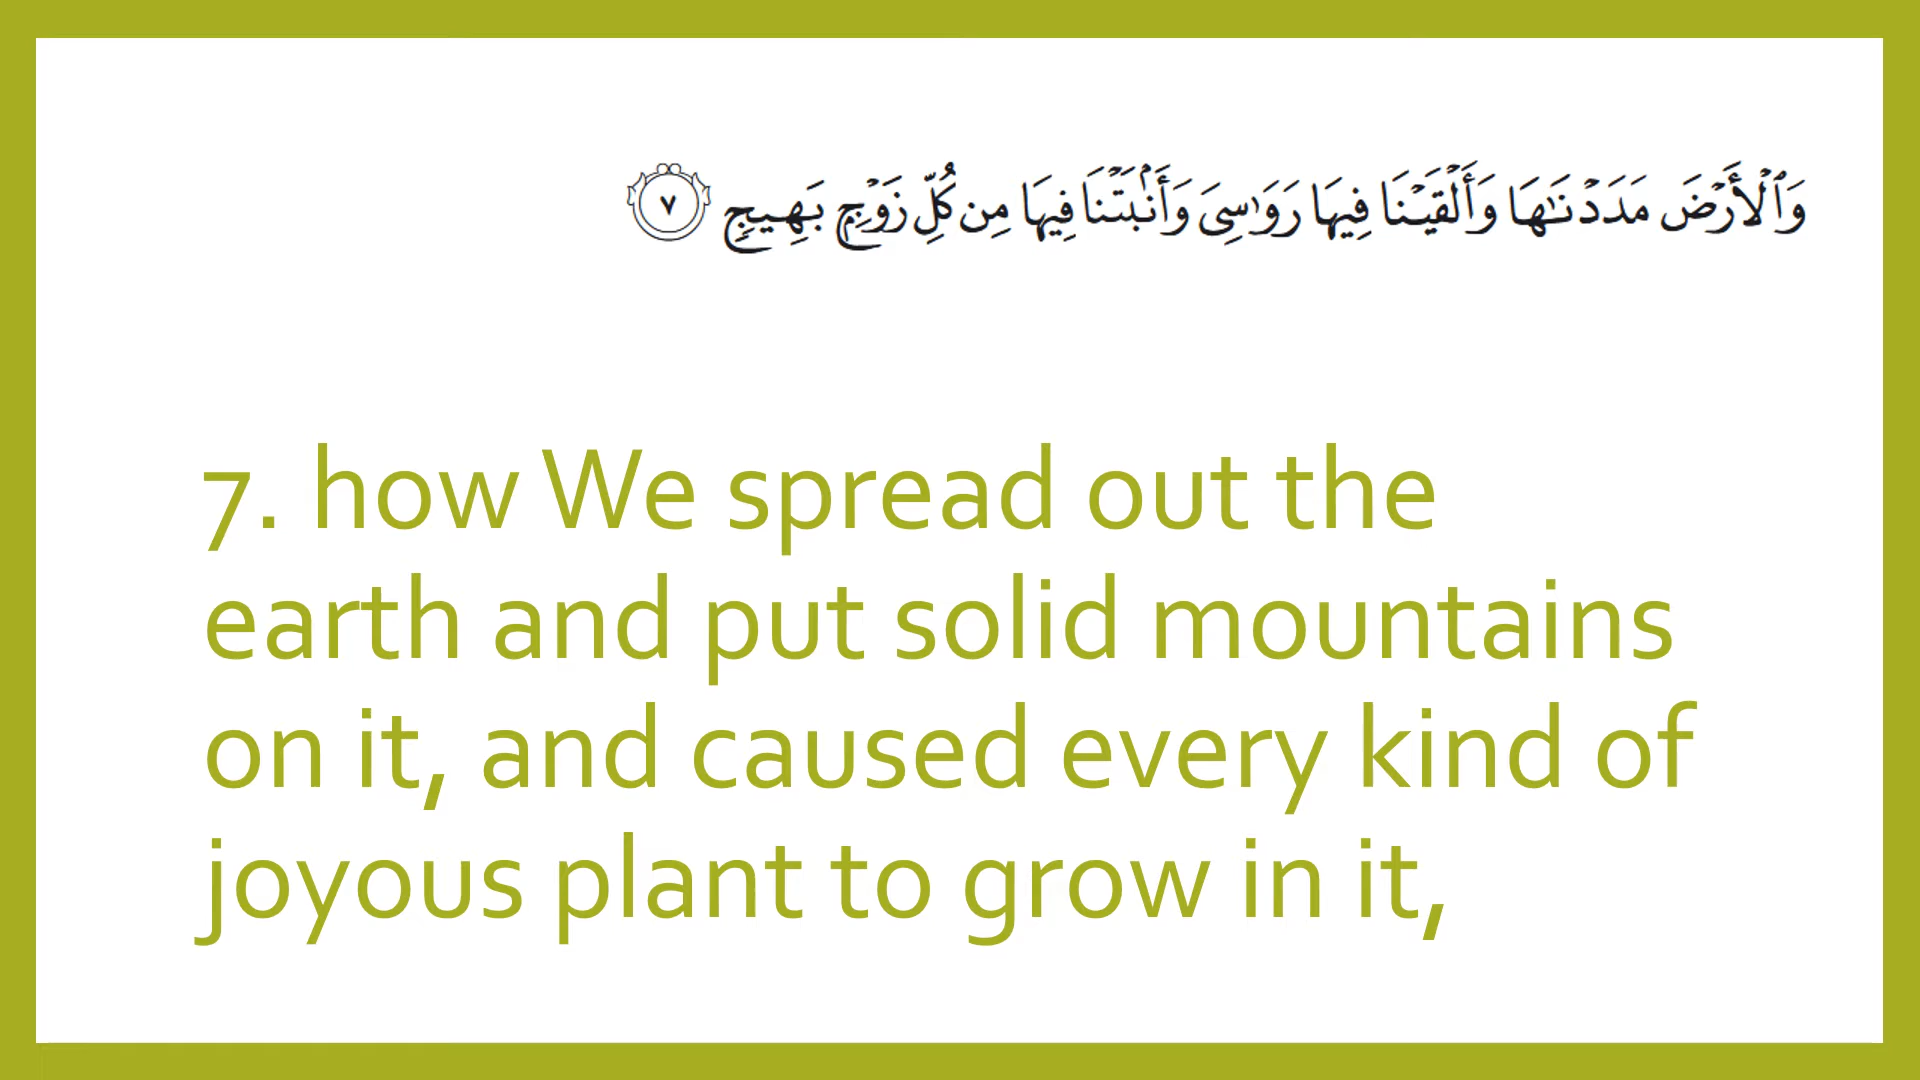 وَٱلْأَرْضَ مَدَدْنَـٰهَا وَأَلْقَيْنَا فِيهَا رَوَٰسِىَ وَأَنۢبَتْنَا فِيهَا مِن كُلِّ زَوْجٍۭ بَهِيجٍ ٧
7. how We spread out the
earth and put solid mountains
on it, and caused every kind of
joyous plant to grow in it,